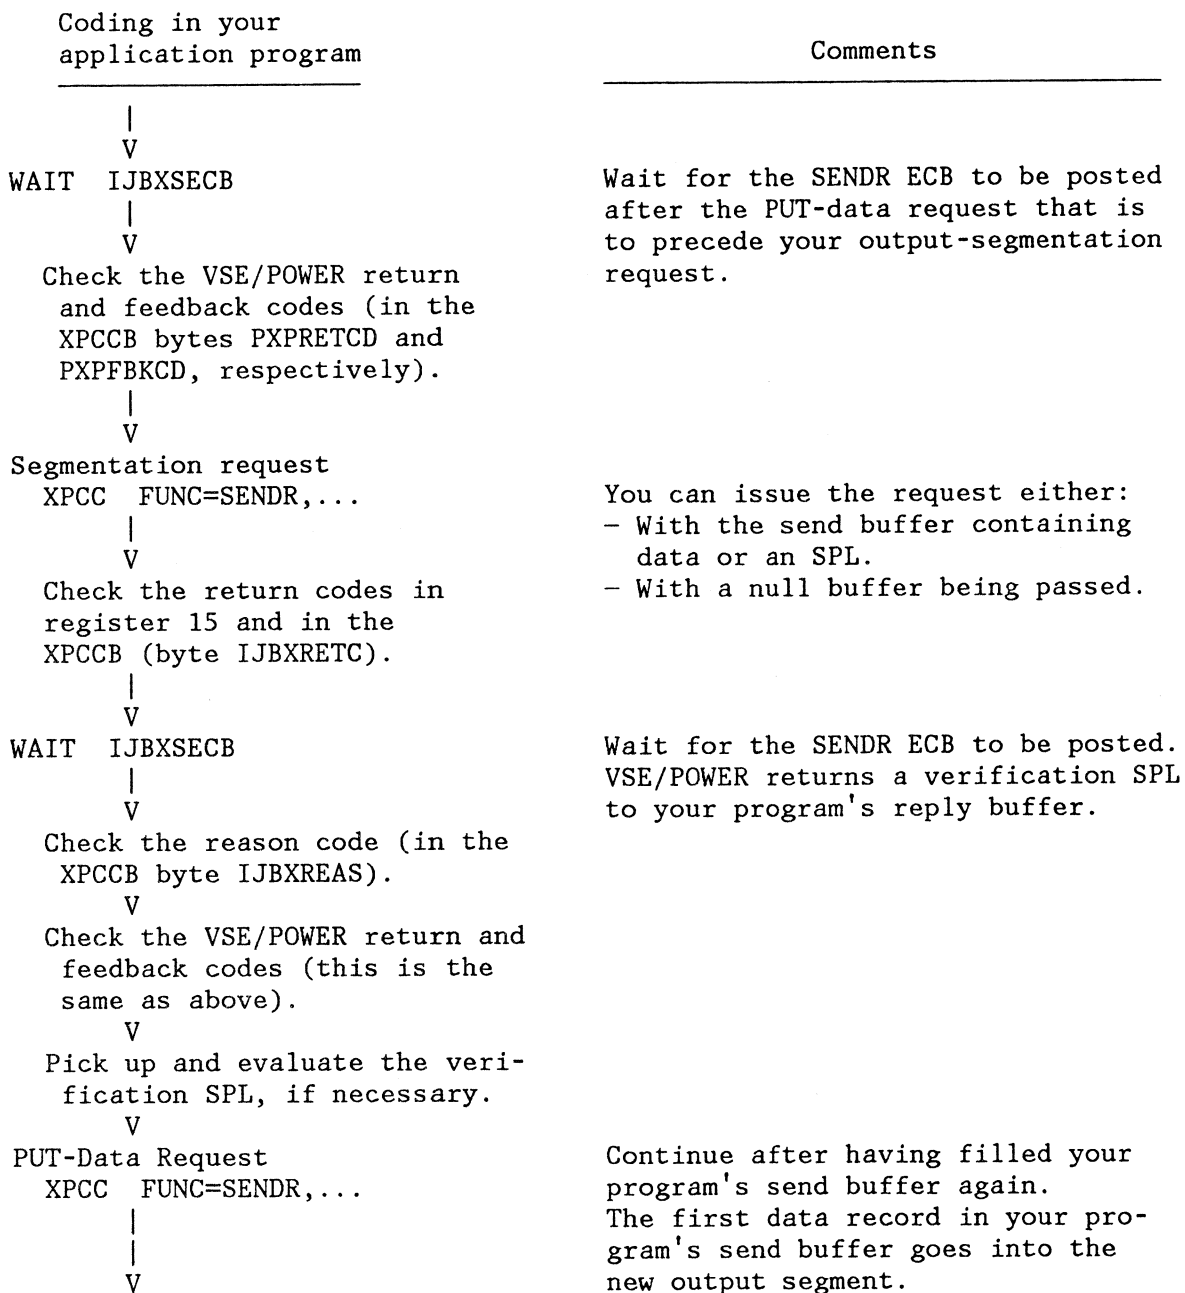 Coding in your
application program
Comments
|
V
WAIT IJBXSECB
Wait for the SENDR ECB to be posted
after the PUT-data request that is
to precede your output-segmentation
request.
|
V
Check the VSE/POWER return
and feedback codes (in the
XPCCB bytes PXPRETCD and
PXPFBKCD, respectively).
|
V
Segmentation request
XPCC FUNC=SENDR,...
You can issue the request either:
- With the send buffer containing
data or an SPL.
- With a null buffer being passed.
|
V
Check the return codes in
register 15 and in the
XPCCB (byte IJBXRETC).
|
V
WAIT IJBXSECB
Wait for the SENDR ECB to be posted.
VSE/POWER returns a verification SPL
to your program's reply buffer.
|
V
Check the reason code (in the
XPCCB byte IJBXREAS).
V
Check the VSE/POWER return and
feedback codes (this is the
same as above).
V
Pick up and evaluate the veri-
fication SPL, if necessary.
V
PUT-Data Request
XPCC FUNC=SENDR,...
Continue after having filled your
program's send buffer again.
The first data record in your pro-
gram's send buffer goes into the
new output segment.
|
|
V